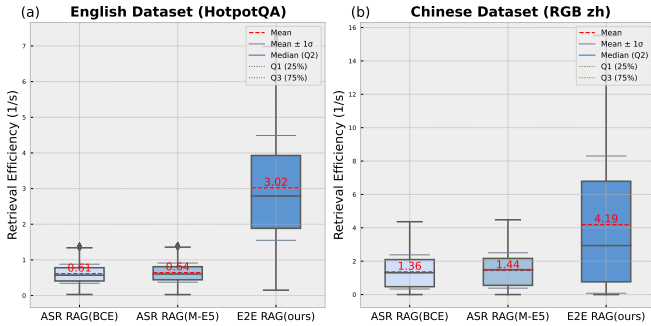 (a)
English Dataset (HotpotQA)
Mean
Mean ± 1σ
Median (Q2)
Q1 (25%)
Q3 (75%)
Retrieval Efficiency (1/s)
7
6
5
4
3
2
1
0
0.61
0.64
3.02
ASR RAG(BCE)
ASR RAG(M-E5)
E2E RAG(ours)
(b)
Chinese Dataset (RGB zh)
Mean
Mean ± 1σ
Median (Q2)
Q1 (25%)
Q3 (75%)
Retrieval Efficiency (1/s)
16
14
12
10
8
6
4
2
0
1.36
1.44
4.19
ASR RAG(BCE)
ASR RAG(M-E5)
E2E RAG(ours)